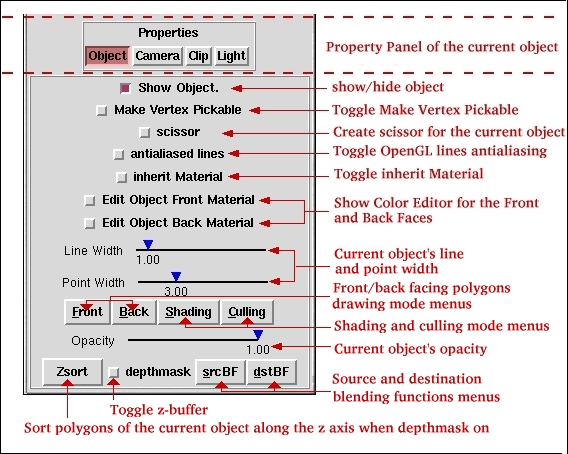 Properties
Object Camera Clip Light
Property Panel of the current object
Show Object.
show/hide object
Make Vertex Pickable
Toggle Make Vertex Pickable
scissor
Create scissor for the current object
antialiased lines
Toggle OpenGL lines antialiasing
inherit Material
Toggle inherit Material
Edit Object Front Material
Edit Object Back Material
Show Color Editor for the Front
and Back Faces
Line Width
1.00
Point Width
3.00
Current object's line
and point width
Front Back Shading Culling
Front/back facing polygons
drawing mode menus
Shading and culling mode menus
Opacity
1.00
Current object's opacity
Zsort depthmask srcBF dstBF
Source and destination
blending functions menus
Toggle z-buffer
Sort polygons of the current object along the z axis when depthmask on